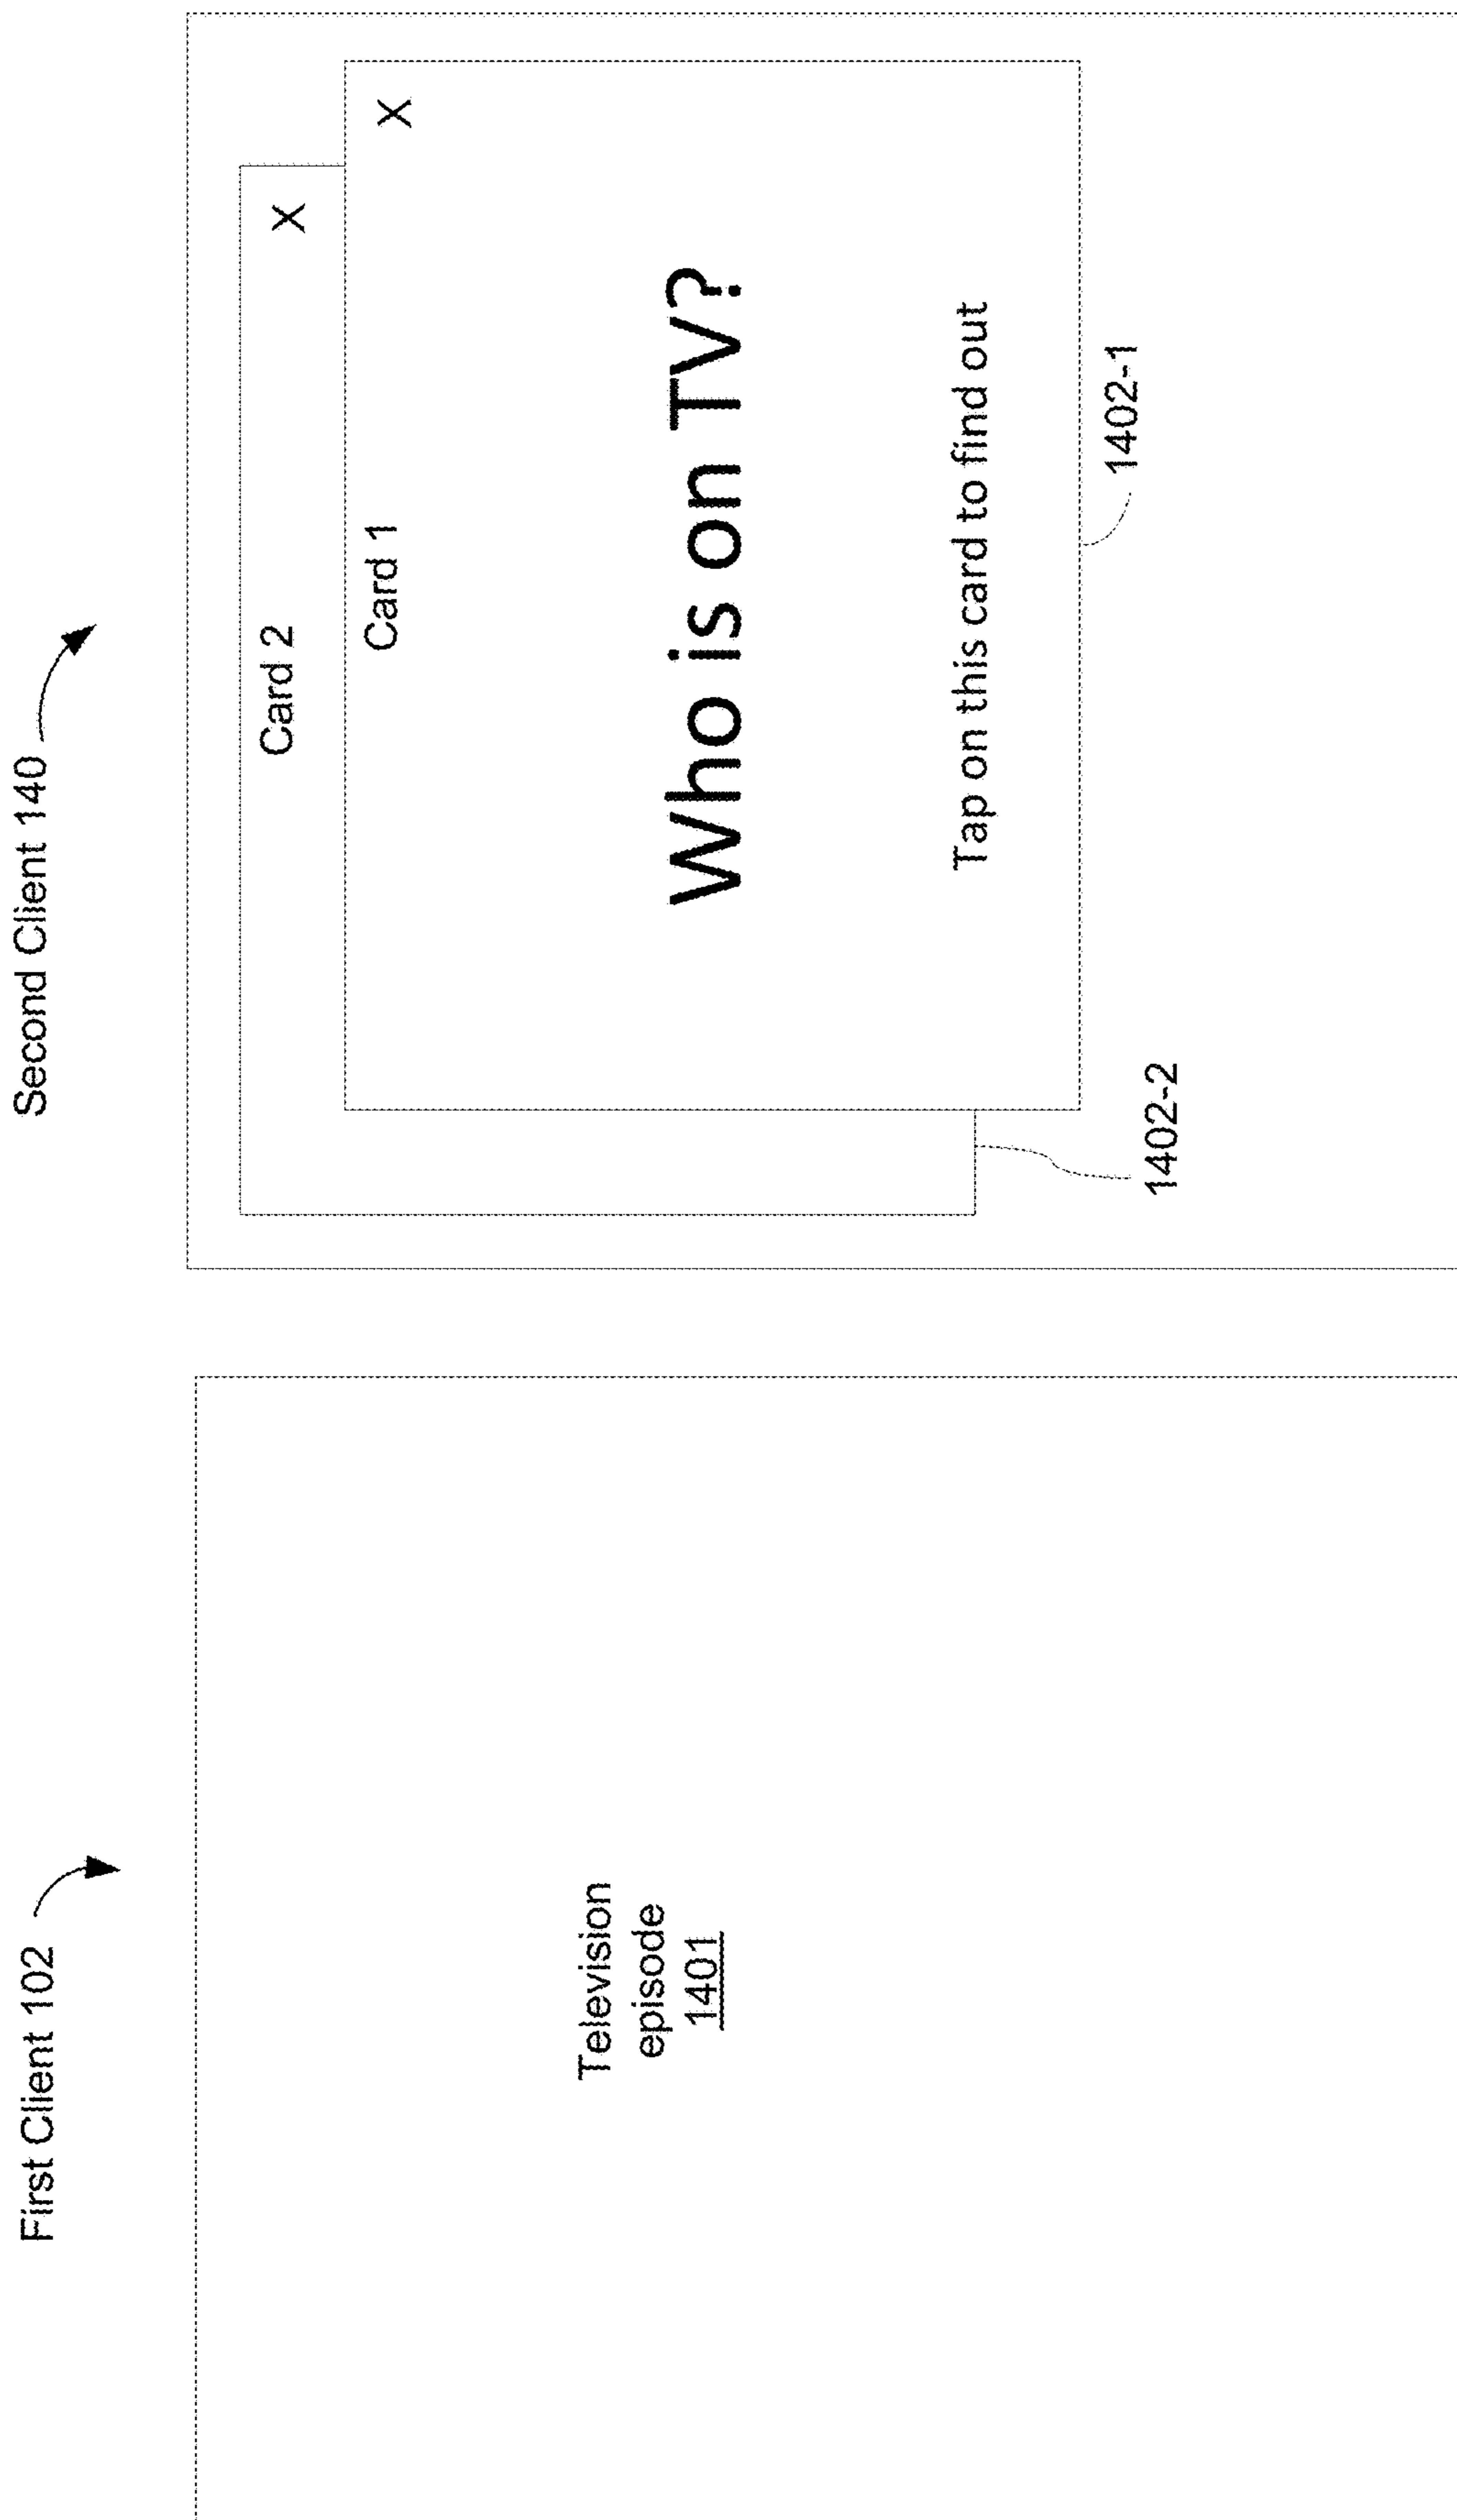 First Client 102
Television
episode
1401
Second Client 140
Card 2
X
Card 1
X
Who is on TV?
Tap on this card to find out
1402-1
1402-2